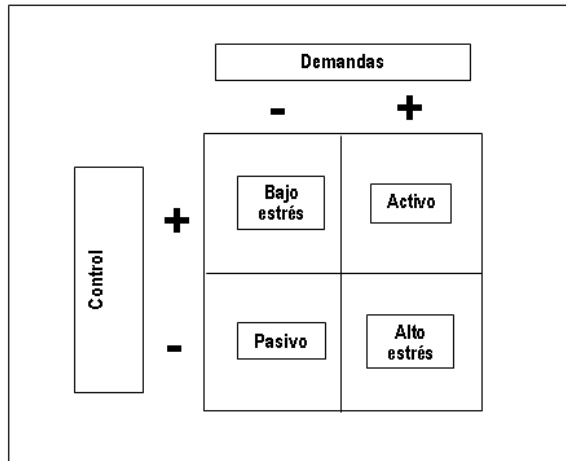 Demandas
- +
Bajo
estrés
Activo
+
Control
-
Pasivo
Alto
estrés